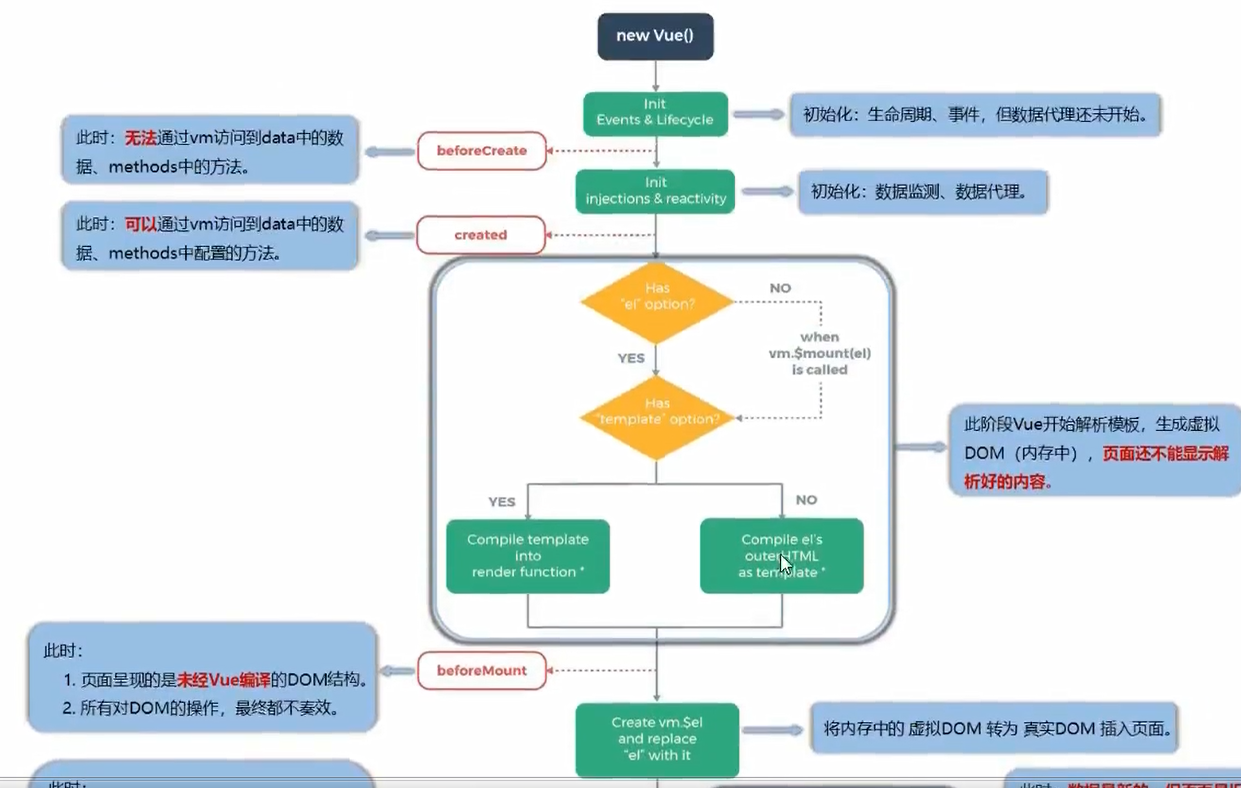 new Vue()
Init
Events & Lifecycle
初始化：生命周期、事件，但数据代理还未开始。
此时：无法通过vm访问到data中的数
据、methods中的方法。
beforeCreate
Init
injections & reactivity
初始化：数据监测、数据代理。
此时：可以通过vm访问到data中的数
据、methods中配置的方法。
created
Has
"el" option?
NO
when
vm.$mount(el)
is called
YES
Has
"template" option?
此阶段Vue开始解析模板，生成虚拟
DOM（内存中），页面还不能显示解
析好的内容。
YES
NO
Compile template
into
render function *
Compile el's
outerHTML
as template *
此时：
1. 页面呈现的是未经Vue编译的DOM结构。
2. 所有对DOM的操作，最终都不奏效。
beforeMount
Create vm.$el
and replace
"el" with it
将内存中的 虚拟DOM 转为 真实DOM 插入页面。
此时：